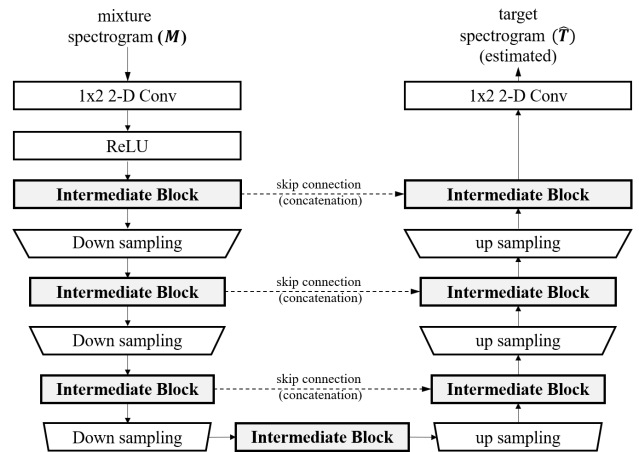 mixture
spectrogram (M)
1x2 2-D Conv
ReLU
Intermediate Block
Down sampling
Intermediate Block
Down sampling
Intermediate Block
Down sampling
Intermediate Block
skip connection
(concatenation)
skip connection
(concatenation)
skip connection
(concatenation)
target
spectrogram (T̂)
(estimated)
1x2 2-D Conv
Intermediate Block
up sampling
Intermediate Block
up sampling
Intermediate Block
up sampling